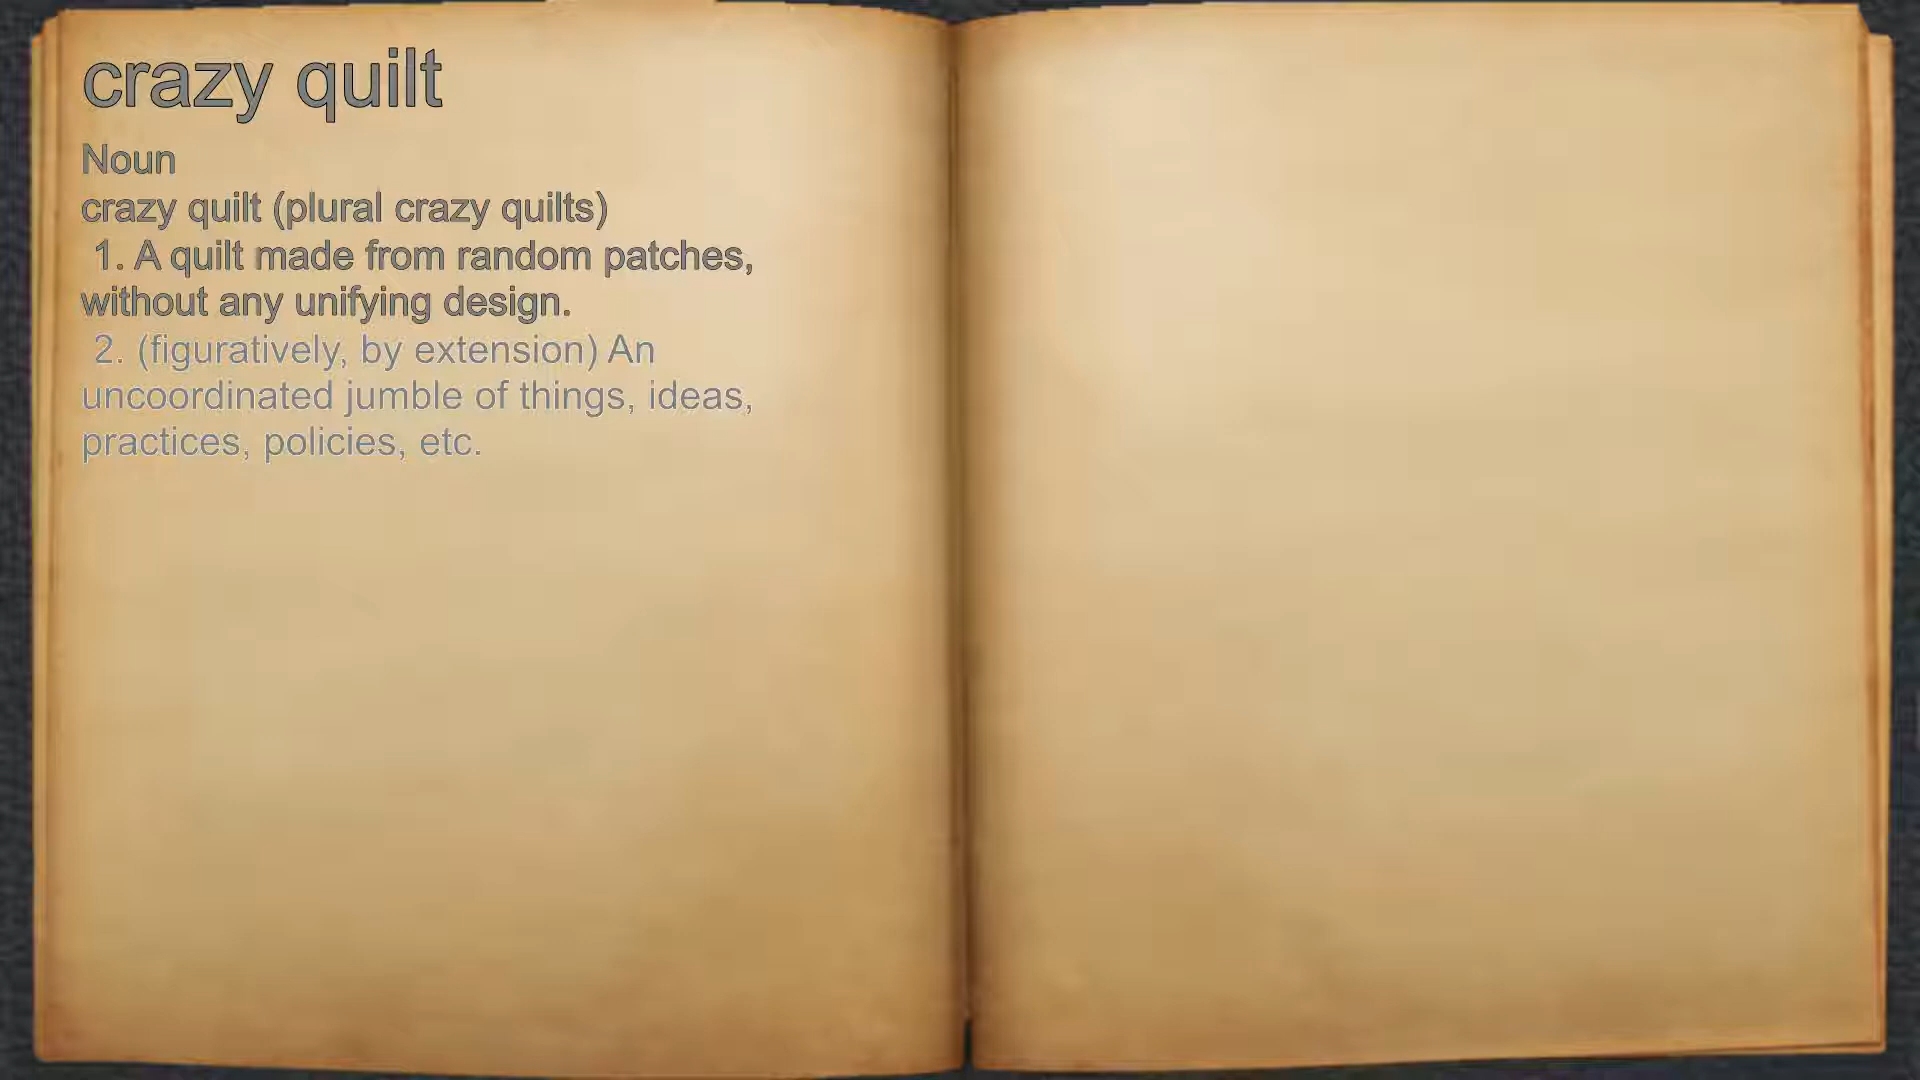 crazy quilt
Noun
crazy quilt (plural crazy quilts)
1. A quilt made from random patches,
without any unifying design.
2. (figuratively, by extension) An
uncoordinated jumble of things, ideas,
practices, policies, etc.